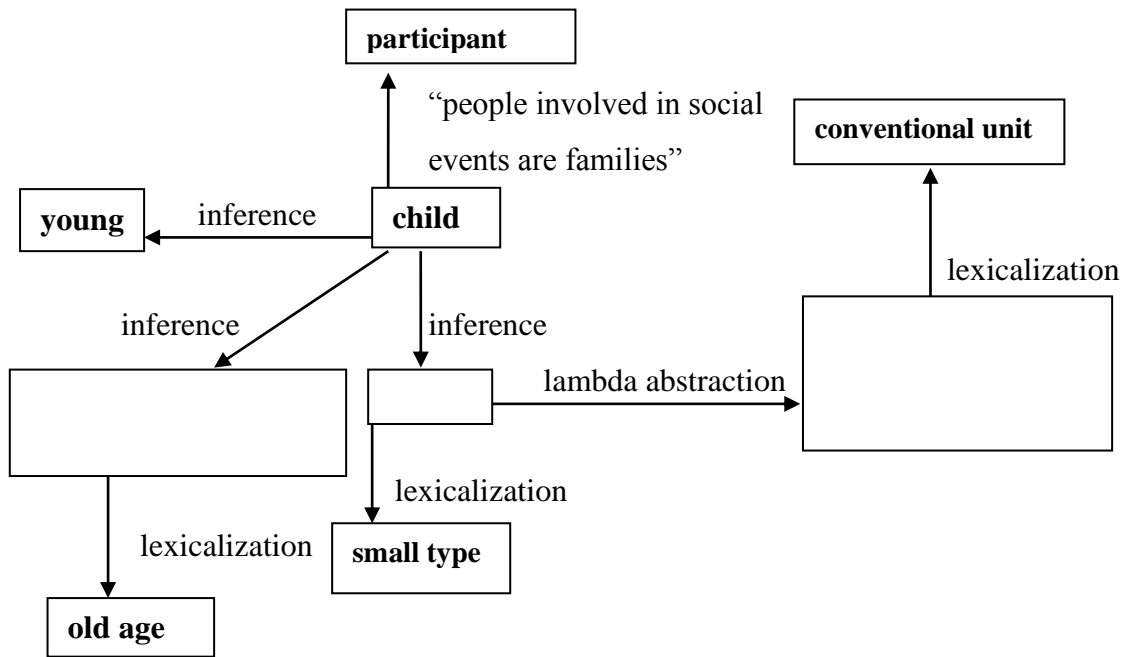 participant
“people involved in social
events are families”
conventional unit
young
inference
child
lexicalization
inference
inference
lambda abstraction
lexicalization
lexicalization
small type
old age